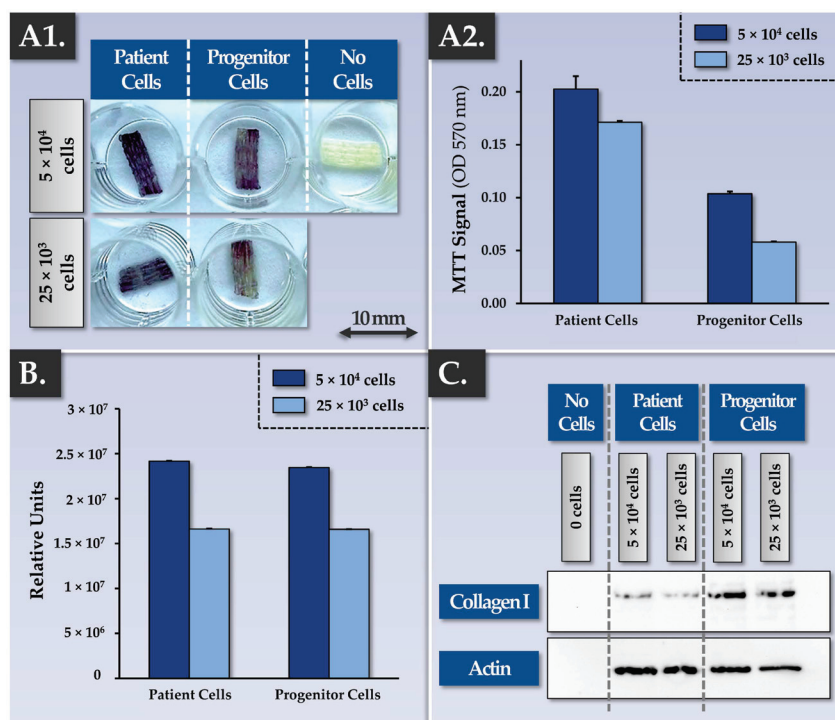 A1.
Patient
Cells
Progenitor
Cells
No
Cells
5 × 10⁴
cells
25 × 10³
cells
10 mm
A2.
5 × 10⁴ cells
25 × 10³ cells
MTT Signal (OD 570 nm)
0.20
0.15
0.10
0.05
0.00
Patient Cells
Progenitor Cells
B.
5 × 10⁴ cells
25 × 10³ cells
Relative Units
3 × 10⁷
2.5 × 10⁷
2 × 10⁷
1.5 × 10⁷
1 × 10⁷
5 × 10⁶
0
Patient Cells
Progenitor Cells
C.
No
Cells
Patient
Cells
Progenitor
Cells
0 cells
5 × 10⁴ cells
25 × 10³ cells
5 × 10⁴ cells
25 × 10³ cells
Collagen I
Actin